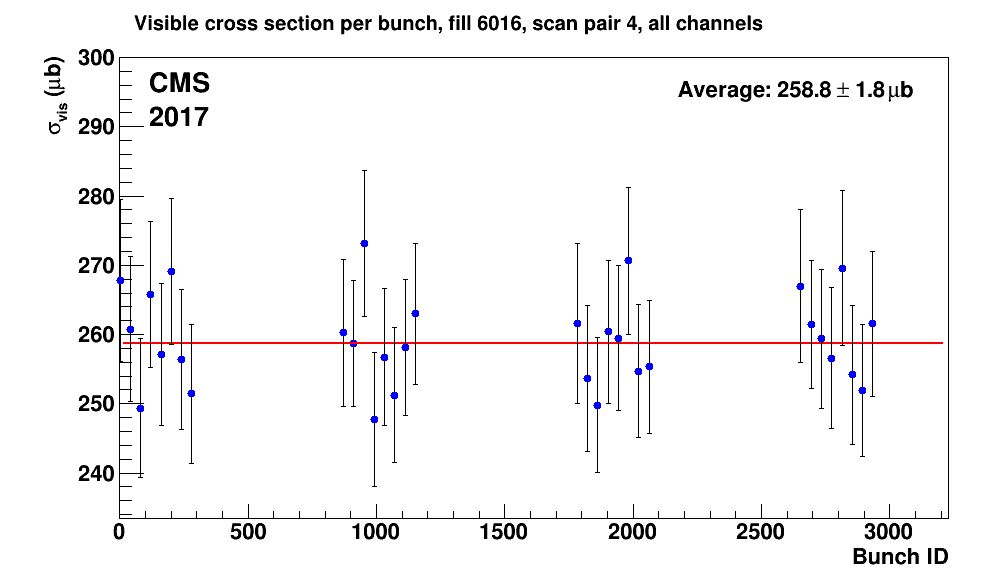 Visible cross section per bunch, fill 6016, scan pair 4, all channels
σvis (μb)
CMS
2017
Average: 258.8 ± 1.8 μb
300
290
280
270
260
250
240
0 500 1000 1500 2000 2500 3000
Bunch ID